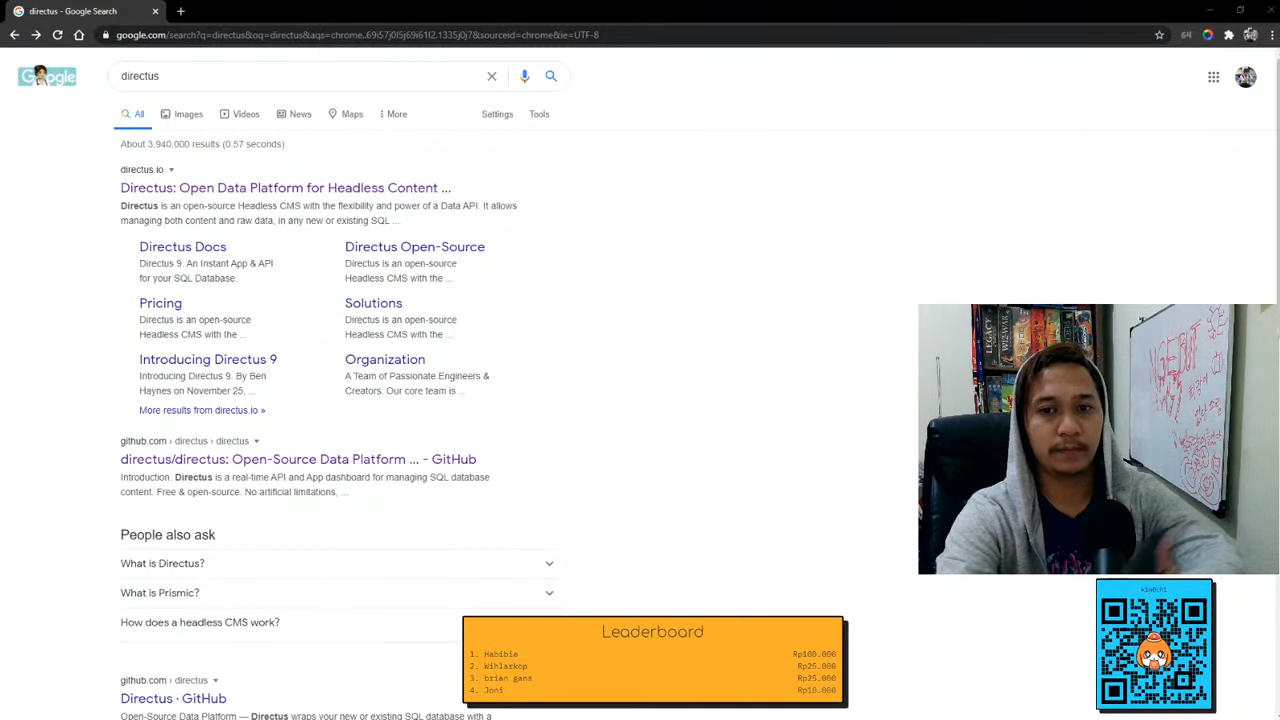 directus - Google Search
google.com/search?q=directus&oq=directus&aqs=chrome..69i57j0l5j69i61l2.1335j0j7&sourceid=chrome&ie=UTF-8
Google
directus
All
Images
Videos
News
Maps
More
Settings
Tools
About 3,940,000 results (0.57 seconds)
directus.io
Directus: Open Data Platform for Headless Content ...
Directus is an open-source Headless CMS with the flexibility and power of a Data API. It allows
managing both content and raw data, in any new or existing SQL ...
Directus Docs
Directus 9. An Instant App & API
for your SQL Database.
Directus Open-Source
Directus is an open-source
Headless CMS with the ...
Pricing
Directus is an open-source
Headless CMS with the ...
Solutions
Directus is an open-source
Headless CMS with the ...
Introducing Directus 9
Introducing Directus 9. By Ben
Haynes on November 25, ...
Organization
A Team of Passionate Engineers &
Creators. Our core team is ...
More results from directus.io »
github.com › directus › directus
directus/directus: Open-Source Data Platform ... - GitHub
Introduction. Directus is a real-time API and App dashboard for managing SQL database
content. Free & open-source. No artificial limitations, ...
People also ask
What is Directus?
What is Prismic?
How does a headless CMS work?
github.com › directus
Directus · GitHub
Open-Source Data Platform — Directus wraps your new or existing SQL database with a
LEGACY
WIZ-WAR
NGEBUT
Leaderboard
1. Habibie Rp100.000
2. Wihlarkop Rp25.000
3. brian gans Rp25.000
4. Joni Rp10.000